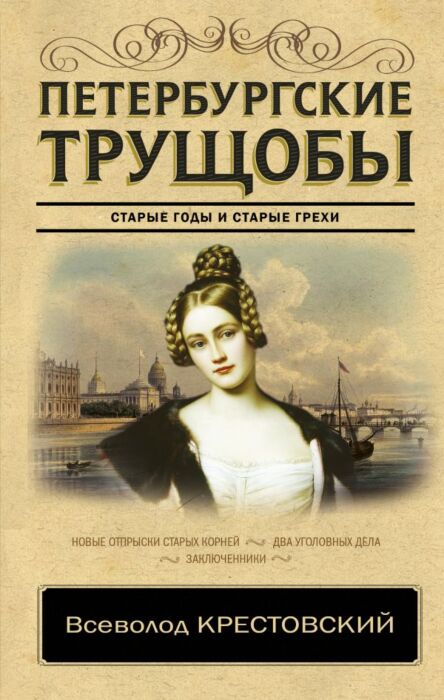 ПЕТЕРБУРГСКИЕ
ТРУЩОБЫ
СТАРЫЕ ГОДЫ И СТАРЫЕ ГРЕХИ
НОВЫЕ ОТПРЫСКИ СТАРЫХ КОРНЕЙ ~ ДВА УГОЛОВНЫХ ДЕЛА
~ ЗАКЛЮЧЕННИКИ ~
Всеволод КРЕСТОВСКИЙ